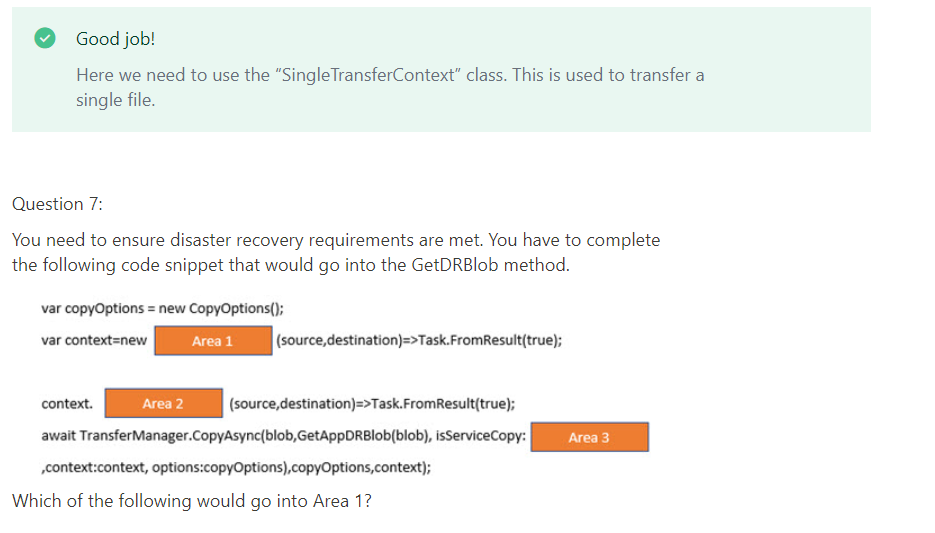 Good job!
Here we need to use the “SingleTransferContext” class. This is used to transfer a
single file.
Question 7:
You need to ensure disaster recovery requirements are met. You have to complete
the following code snippet that would go into the GetDRBlob method.
var copyOptions = new CopyOptions();
var context=new Area 1 (source,destination)=>Task.FromResult(true);
context. Area 2 (source,destination)=>Task.FromResult(true);
await TransferManager.CopyAsync(blob,GetAppDRBlob(blob), isServiceCopy: Area 3
,context:context, options:copyOptions),copyOptions,context);
Which of the following would go into Area 1?